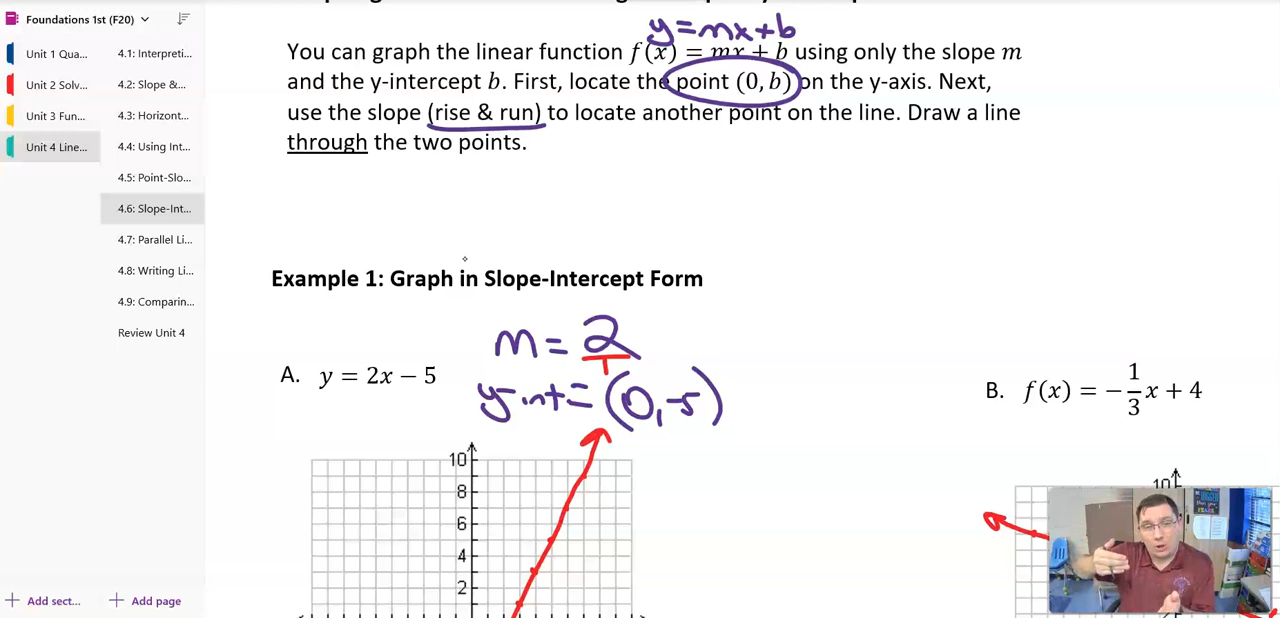 Foundations 1st (F20)
Unit 1 Qua...
Unit 2 Solv...
Unit 3 Fun...
Unit 4 Line...
4.1: Interpreti...
4.2: Slope &...
4.3: Horizont...
4.4: Using Int...
4.5: Point-Slo...
4.6: Slope-Int...
4.7: Parallel Li...
4.8: Writing Li...
4.9: Comparin...
Review Unit 4
+ Add sect...
+ Add page
y=mx+b
You can graph the linear function f(x) = mx + b using only the slope m
and the y-intercept b. First, locate the point (0, b) on the y-axis. Next,
use the slope (rise & run) to locate another point on the line. Draw a line
through the two points.
Example 1: Graph in Slope-Intercept Form
m = 2/1
A. y = 2x − 5
y-int = (0,-5)
10
8
6
4
2
B. f(x) = −1/3x + 4
10